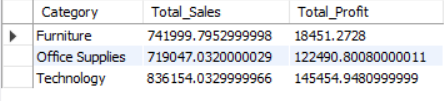 Category Total_Sales Total_Profit
Furniture 741999.7952999998 18451.2728
Office Supplies 719047.0320000029 122490.80080000011
Technology 836154.0329999966 145454.9480999999